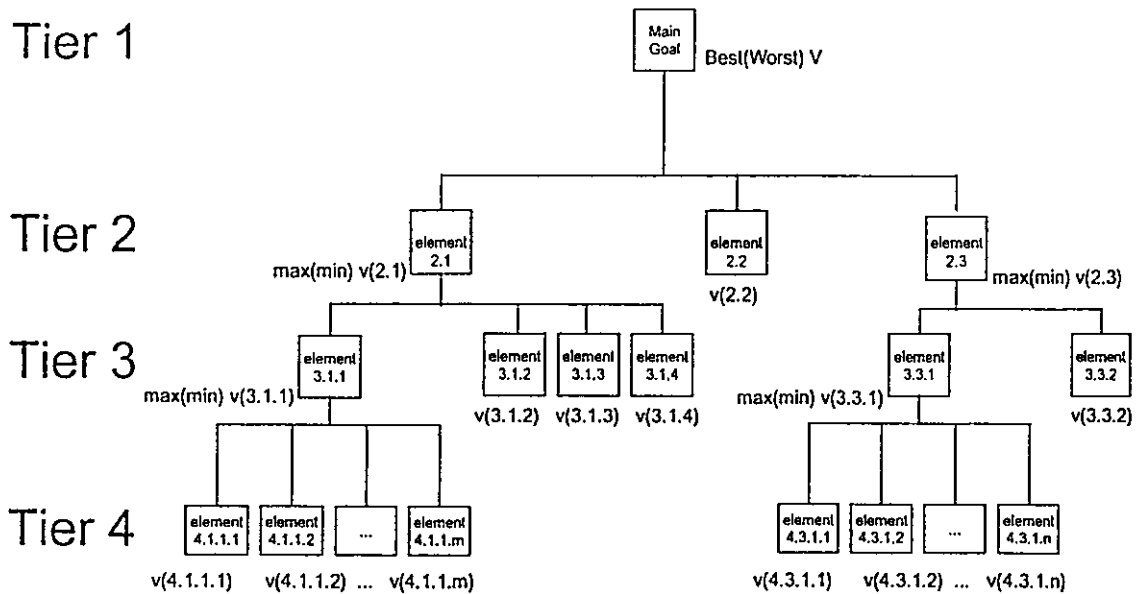 Tier 1
Main
Goal
Best(Worst) V
Tier 2
element
2.1
max(min) v(2.1)
element
2.2
v(2.2)
element
2.3
max(min) v(2.3)
Tier 3
element
3.1.1
max(min) v(3.1.1)
element
3.1.2
v(3.1.2)
element
3.1.3
v(3.1.3)
element
3.1.4
v(3.1.4)
element
3.3.1
max(min) v(3.3.1)
element
3.3.2
v(3.3.2)
Tier 4
element
4.1.1.1
element
4.1.1.2
...
element
4.1.1.m
v(4.1.1.1) v(4.1.1.2) ... v(4.1.1.m)
element
4.3.1.1
element
4.3.1.2
...
element
4.3.1.n
v(4.3.1.1) v(4.3.1.2) ... v(4.3.1.n)